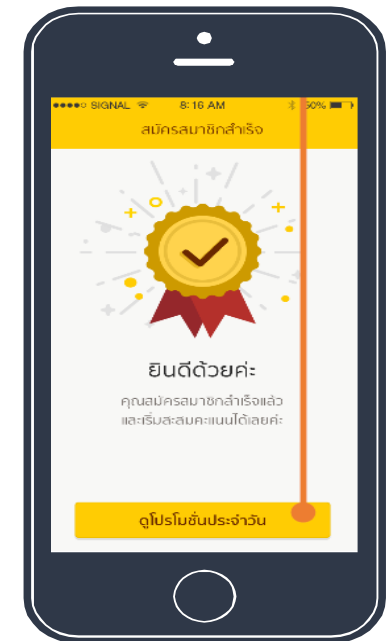 SIGNAL 8:16 AM 50%
สมัครสมาชิกสำเร็จ
ยินดีด้วยค่ะ
คุณสมัครสมาชิกสำเร็จแล้ว
และเริ่มสะสมคะแนนได้เลยค่ะ
ดูโปรโมชั่นประจำวัน